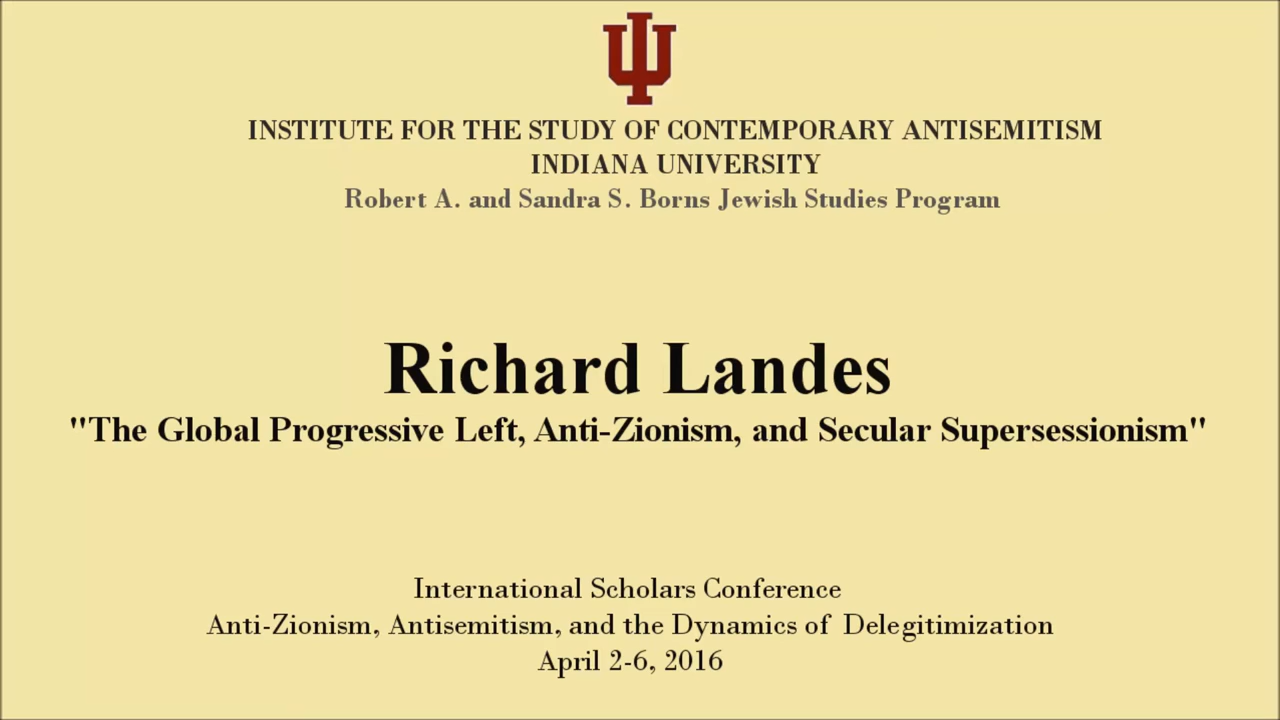 INSTITUTE FOR THE STUDY OF CONTEMPORARY ANTISEMITISM
INDIANA UNIVERSITY
Robert A. and Sandra S. Borns Jewish Studies Program
Richard Landes
"The Global Progressive Left, Anti-Zionism, and Secular Supersessionism"
International Scholars Conference
Anti-Zionism, Antisemitism, and the Dynamics of Delegitimization
April 2-6, 2016